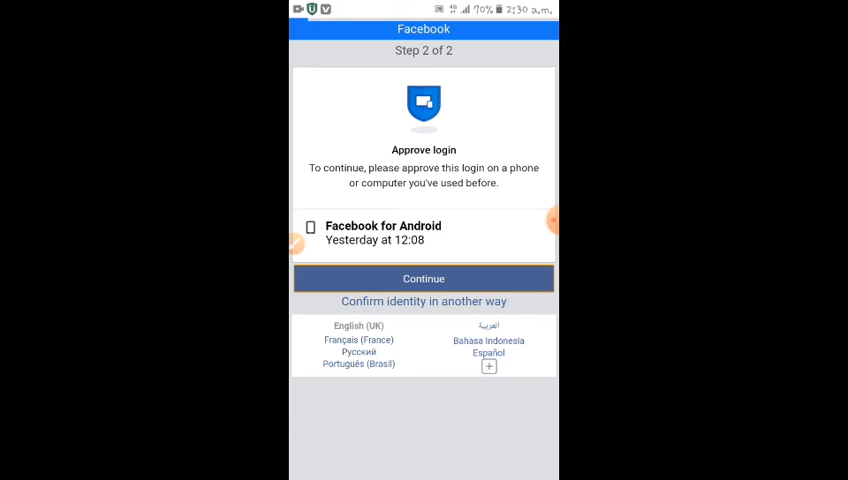 4G 70% 2:30 a.m.
Facebook
Step 2 of 2
Approve login
To continue, please approve this login on a phone
or computer you've used before.
Facebook for Android
Yesterday at 12:08
Continue
Confirm identity in another way
English (UK)
العربية
Français (France)
Bahasa Indonesia
Русский
Español
Português (Brasil)